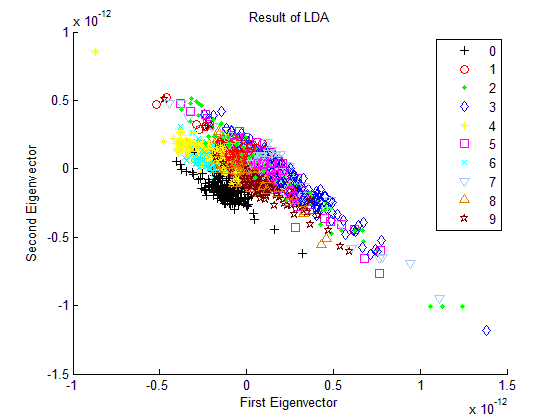 Result of LDA
x 10^-12
1
0.5
0
-0.5
-1
-1.5
Second Eigenvector
-1 -0.5 0 0.5 1 1.5
First Eigenvector
x 10^-12
0
1
2
3
4
5
6
7
8
9